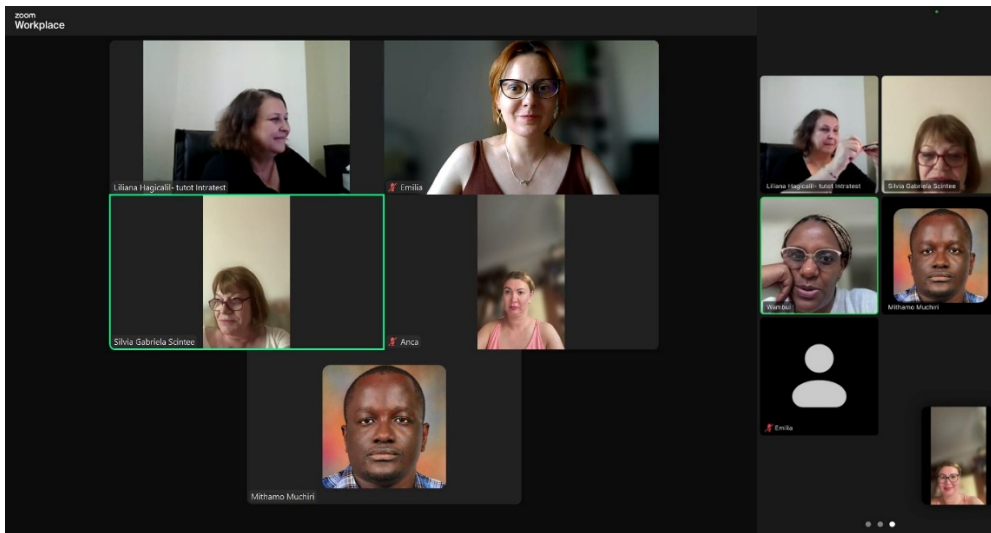 zoom
Workplace
Liliana Hagicalil- tutot Intratest
Emilia
Silvia Gabriela Scintee
Anca
Mithamo Muchiri
Liliana Hagicalil- tutot Intratest
Silvia Gabriela Scintee
Wambui
Mithamo Muchiri
Emilia